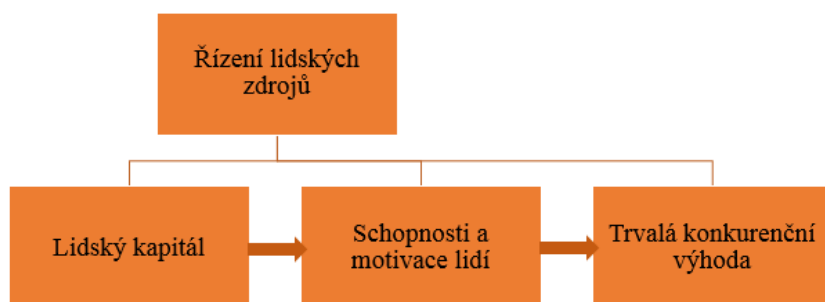 Řízení lidských
zdrojů
Lidský kapitál
Schopnosti a
motivace lidí
Trvalá konkurenční
výhoda